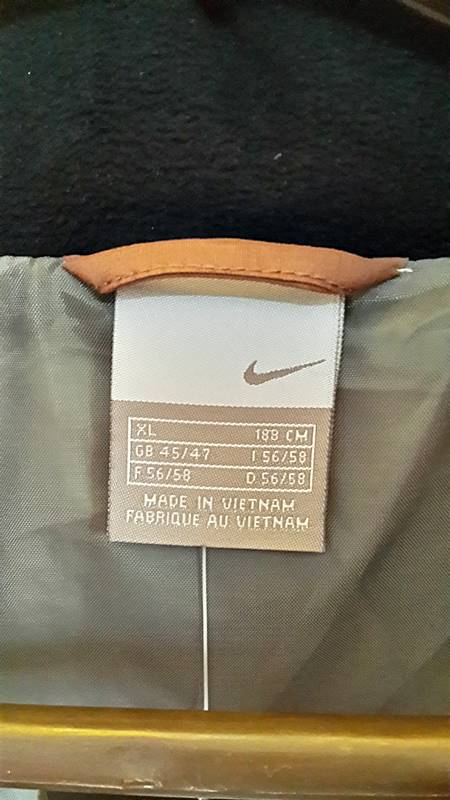 XL 188 CM
GB 45/47 I 56/58
F 56/58 D 56/58
MADE IN VIETNAM
FABRIQUE AU VIETNAM